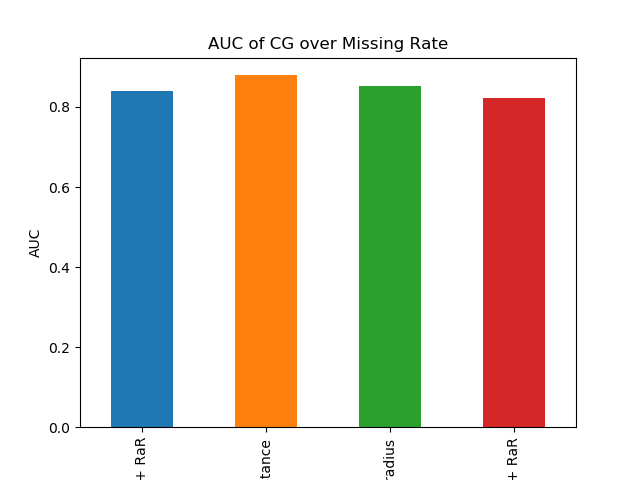 AUC of CG over Missing Rate
AUC
0.8
0.6
0.4
0.2
0.0
+ RaR
tance
radius
+ RaR